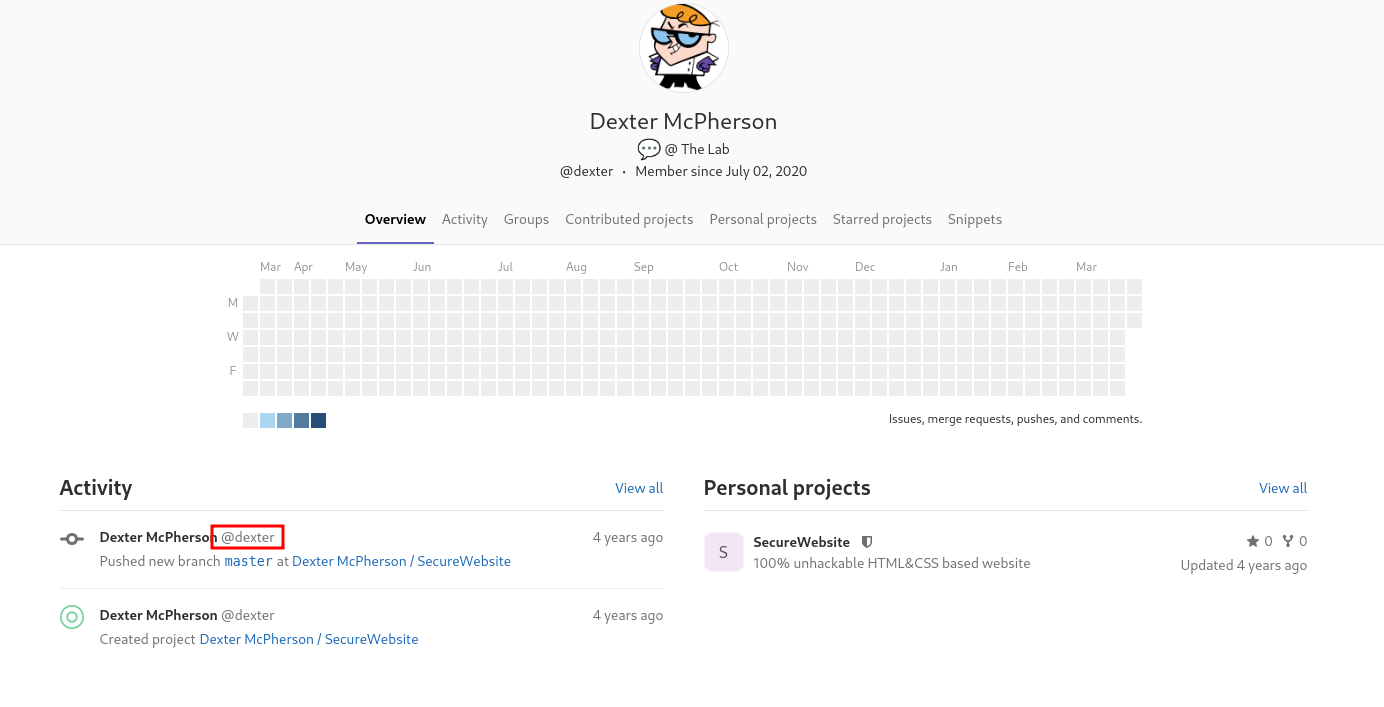 Dexter McPherson
@ The Lab
@dexter · Member since July 02, 2020
Overview Activity Groups Contributed projects Personal projects Starred projects Snippets
Mar Apr May Jun Jul Aug Sep Oct Nov Dec Jan Feb Mar
M
W
F
Issues, merge requests, pushes, and comments.
Activity View all
Dexter McPherson @dexter 4 years ago
Pushed new branch master at Dexter McPherson / SecureWebsite
Dexter McPherson @dexter 4 years ago
Created project Dexter McPherson / SecureWebsite
Personal projects View all
S
SecureWebsite 0 0
100% unhackable HTML&CSS based website Updated 4 years ago